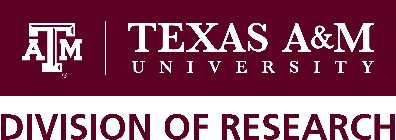 ATM TEXAS A&M
UNIVERSITY
DIVISION OF RESEARCH